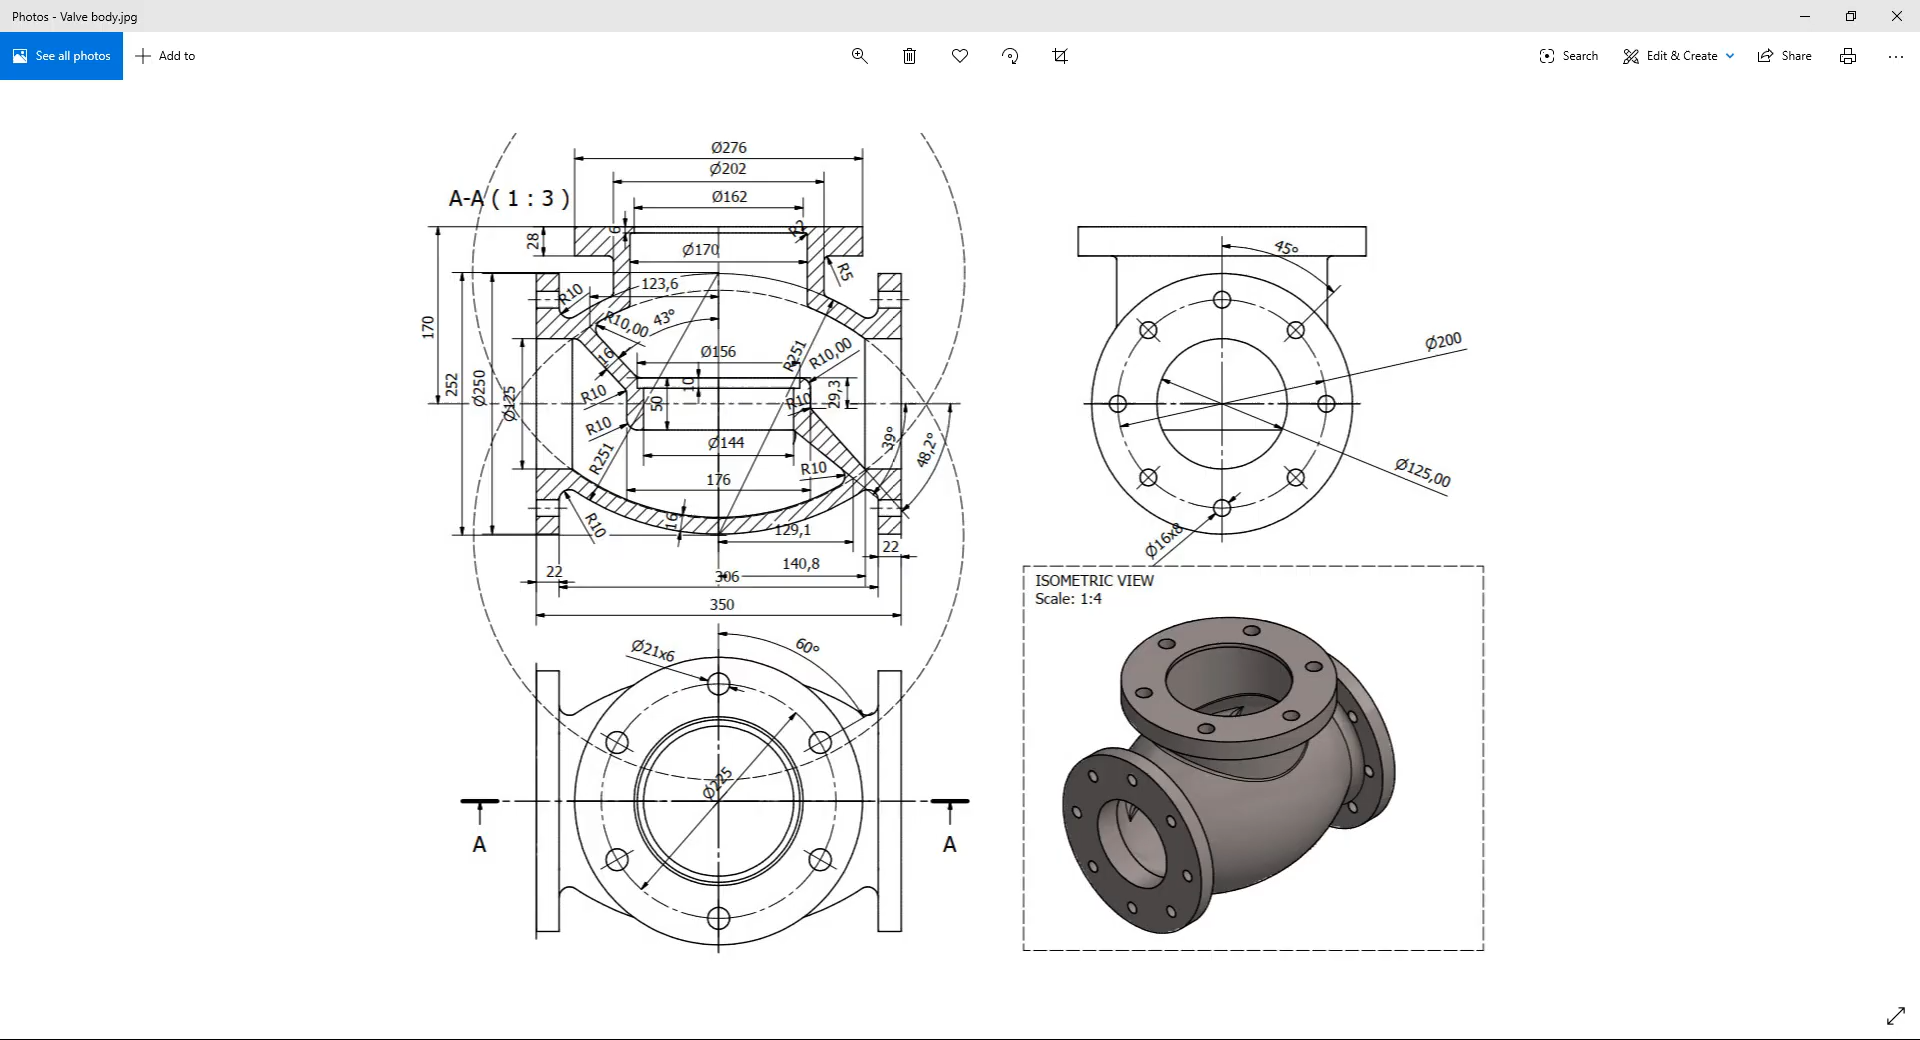 Photos - Valve body.jpg
See all photos
Add to
Search
Edit & Create
Share
A-A ( 1 : 3 )
Ø276
Ø202
Ø162
6
R2
28
Ø170
R5
R10
123,6
R10,00
43°
170
16
Ø156
R251
R10,00
252
Ø250
Ø125
10
R10
50
R10
29,3
R10
Ø144
39°
48,2°
R251
R10
176
R10
16
129,1
22
22
140,8
306
350
45°
Ø200
Ø125,00
Ø16x8
Ø21x6
60°
Ø225
A
A
ISOMETRIC VIEW
Scale: 1:4